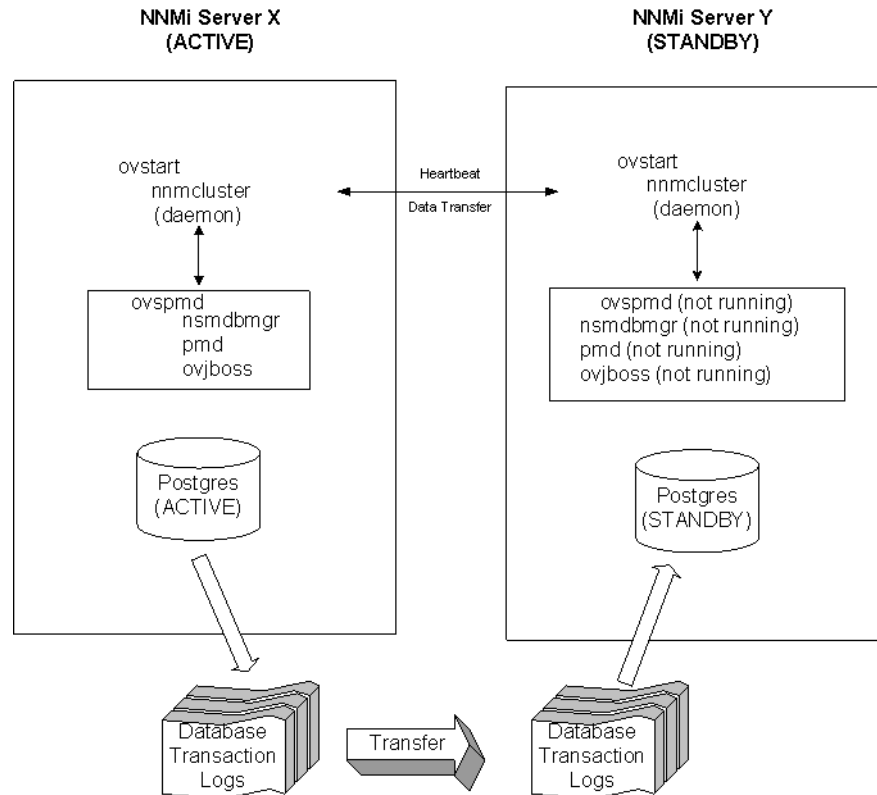 NNMi Server X
(ACTIVE)
NNMi Server Y
(STANDBY)
ovstart
nnmcluster
(daemon)
Heartbeat
Data Transfer
ovstart
nnmcluster
(daemon)
ovspmd
nsmdbmgr
pmd
ovjboss
ovspmd (not running)
nsmdbmgr (not running)
pmd (not running)
ovjboss (not running)
Postgres
(ACTIVE)
Postgres
(STANDBY)
Database
Transaction
Logs
Transfer
Database
Transaction
Logs